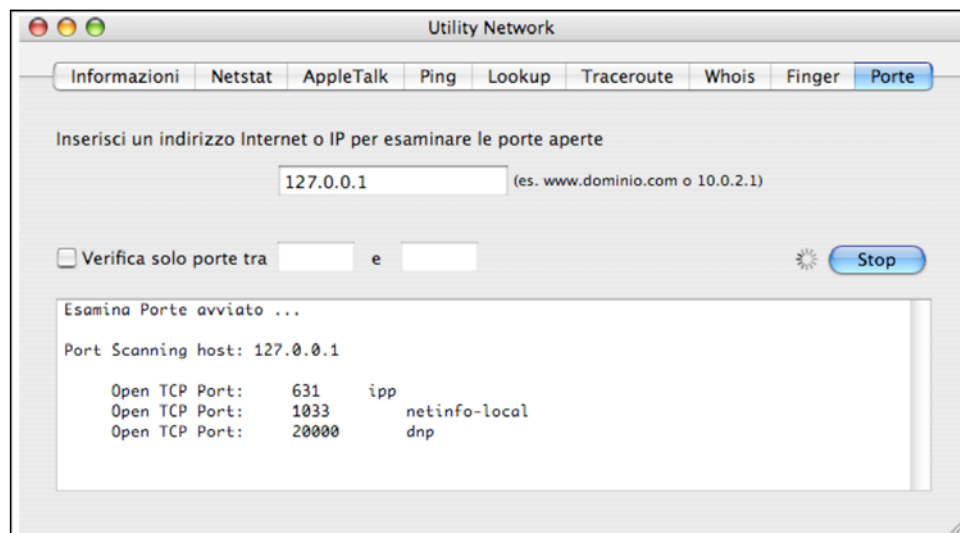 Utility Network
Informazioni Netstat AppleTalk Ping Lookup Traceroute Whois Finger Porte
Inserisci un indirizzo Internet o IP per esaminare le porte aperte
127.0.0.1 (es. www.dominio.com o 10.0.2.1)
Verifica solo porte tra e Stop
Esamina Porte avviato ...
Port Scanning host: 127.0.0.1
Open TCP Port: 631 ipp
Open TCP Port: 1033 netinfo-local
Open TCP Port: 20000 dnp